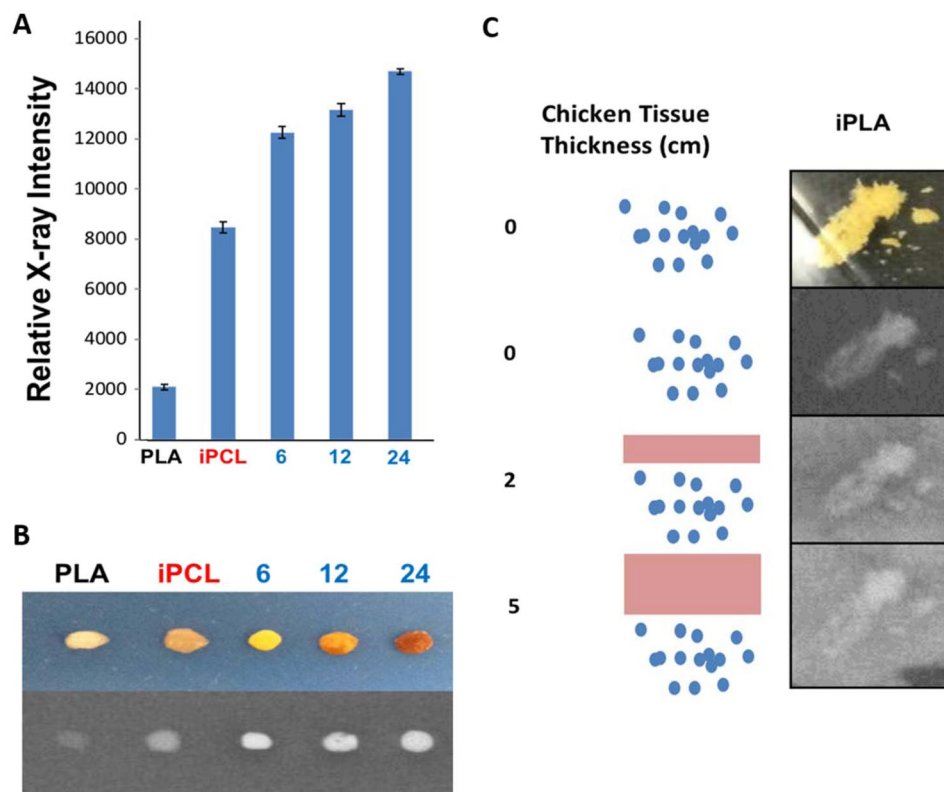 A
Relative X-ray Intensity
16000
14000
12000
10000
8000
6000
4000
2000
0
PLA iPCL 6 12 24
B
PLA iPCL 6 12 24
C
Chicken Tissue
Thickness (cm)
iPLA
0
0
2
5